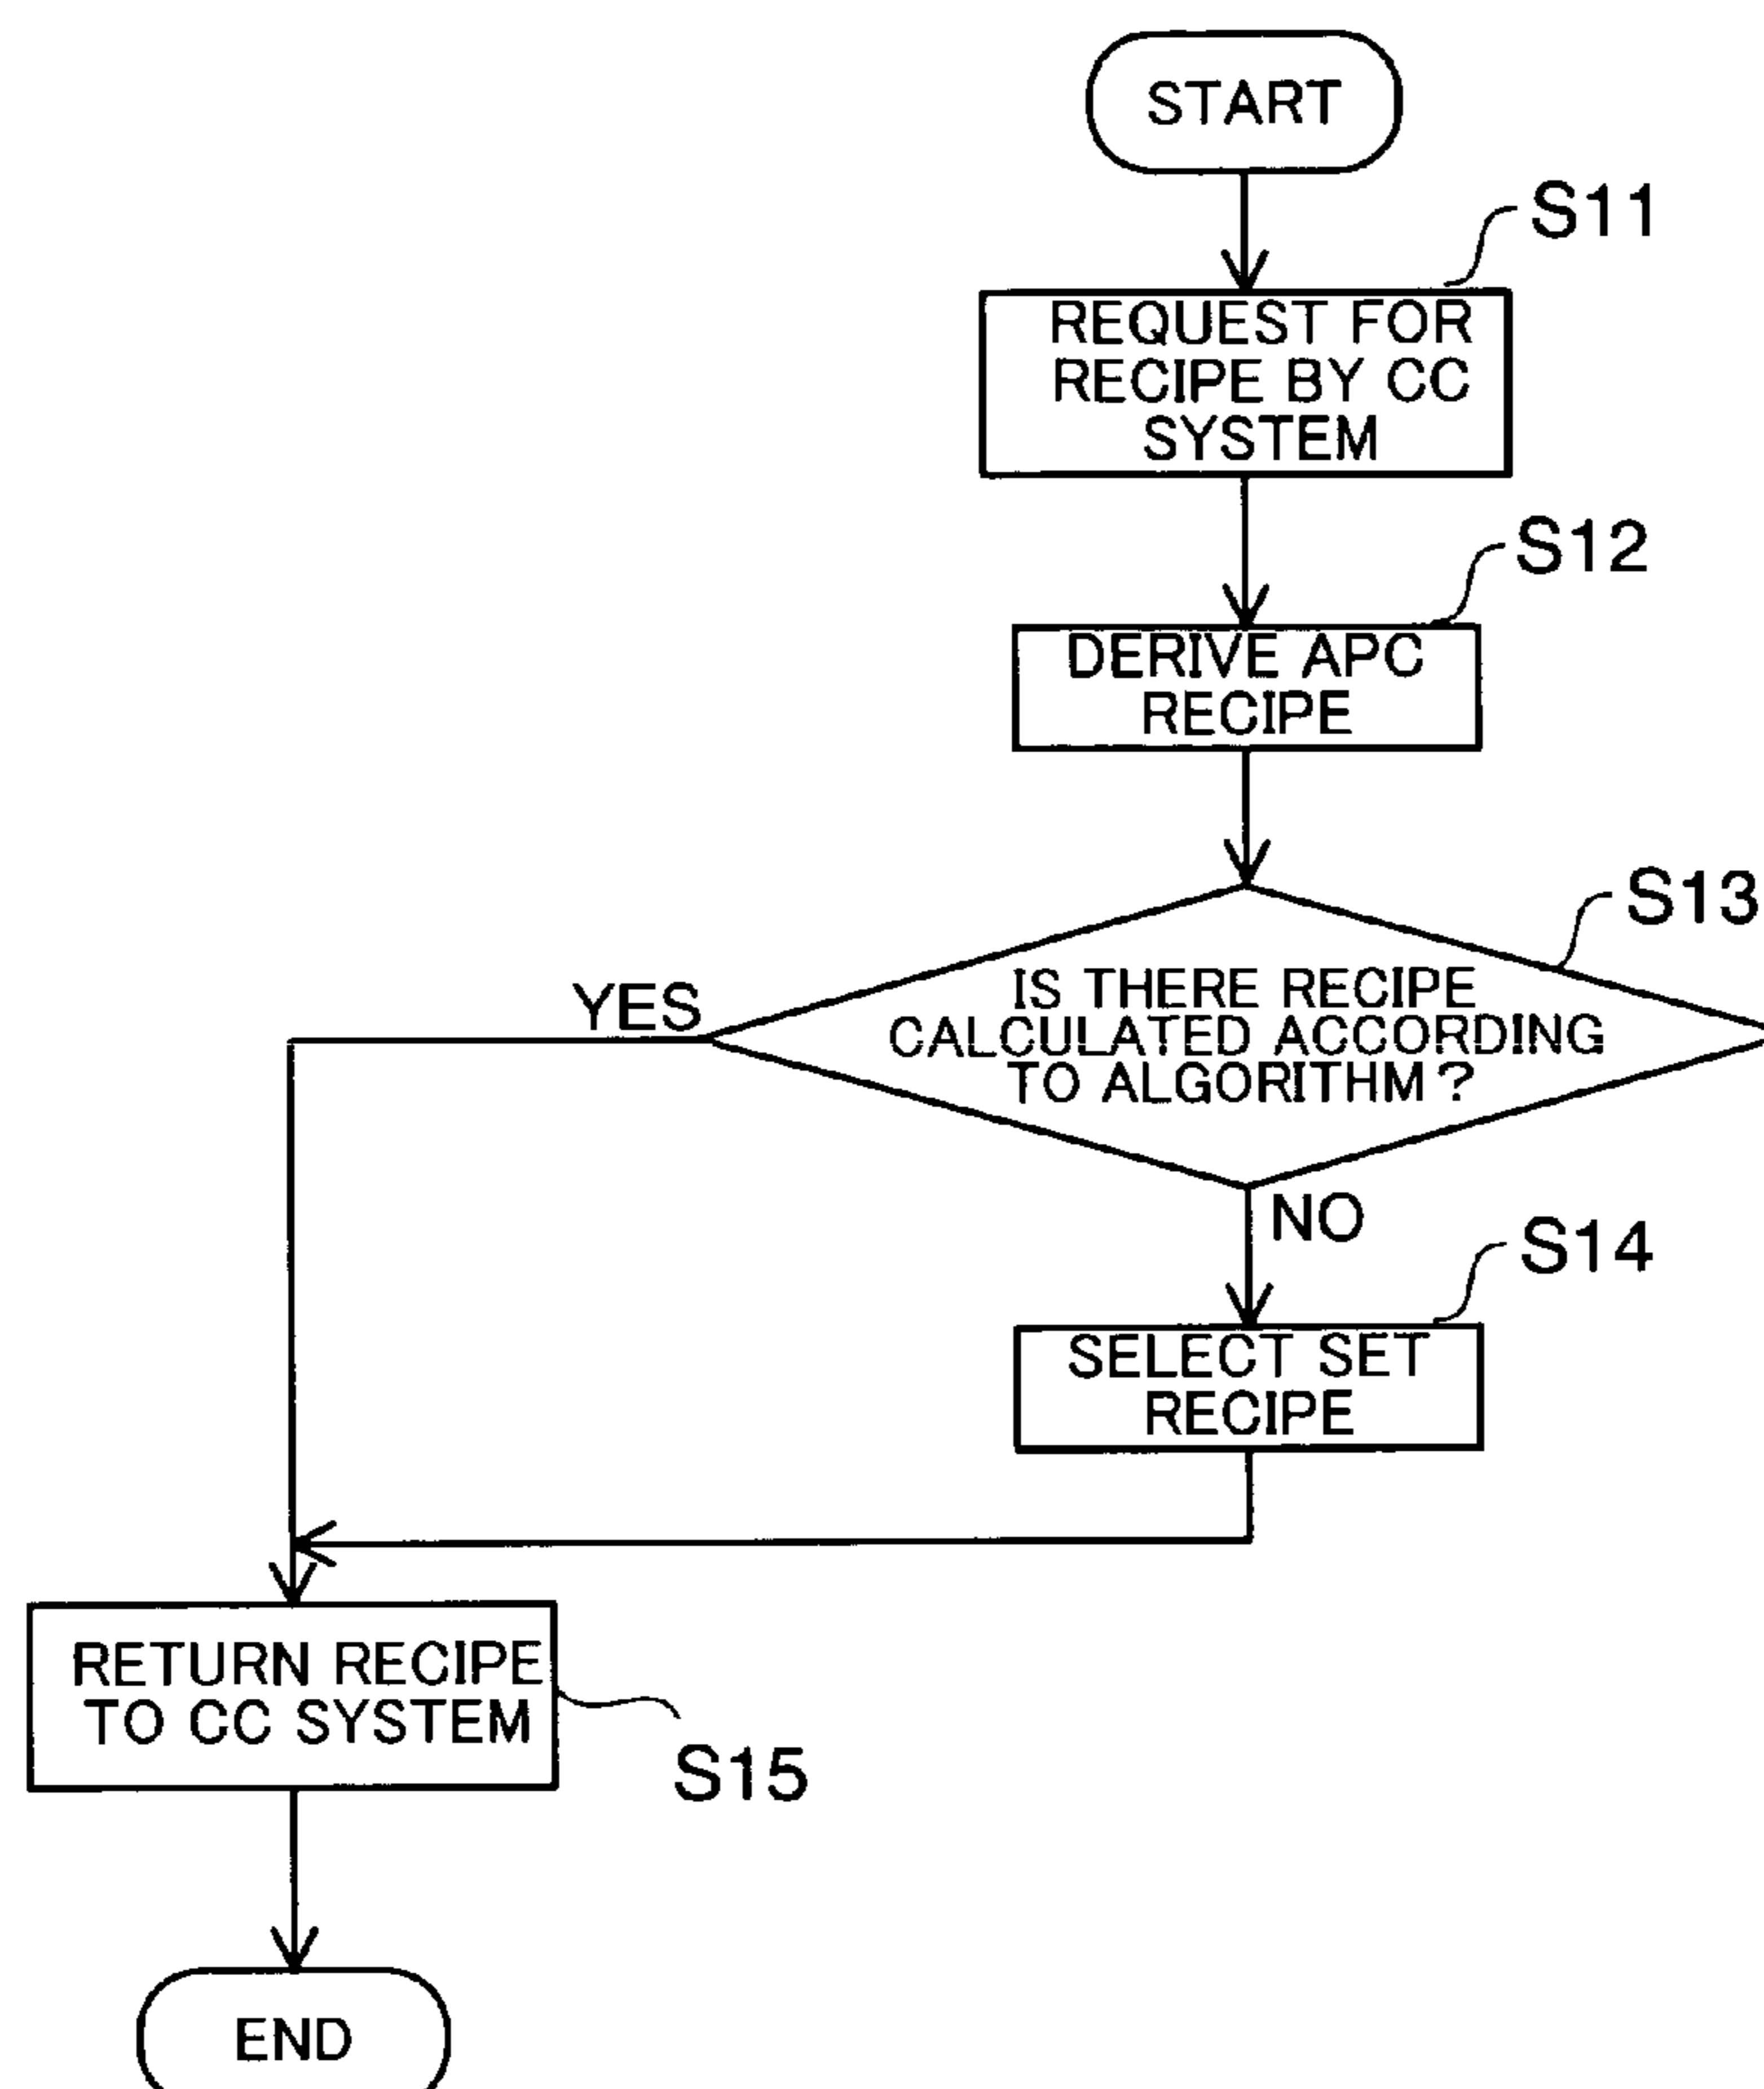 START
S11
REQUEST FOR
RECIPE BY CC
SYSTEM
S12
DERIVE APC
RECIPE
S13
IS THERE RECIPE
CALCULATED ACCORDING
TO ALGORITHM ?
YES
NO
S14
SELECT SET
RECIPE
RETURN RECIPE
TO CC SYSTEM
S15
END